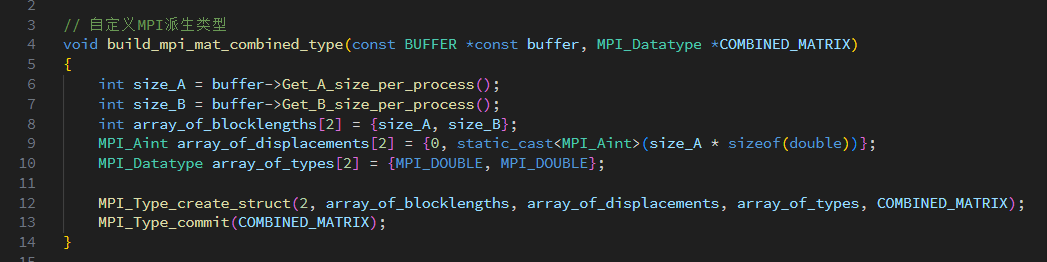 2
3 // 自定义MPI派生类型
4 void build_mpi_mat_combined_type(const BUFFER *const buffer, MPI_Datatype *COMBINED_MATRIX)
5 {
6 int size_A = buffer->Get_A_size_per_process();
7 int size_B = buffer->Get_B_size_per_process();
8 int array_of_blocklengths[2] = {size_A, size_B};
9 MPI_Aint array_of_displacements[2] = {0, static_cast<MPI_Aint>(size_A * sizeof(double))};
10 MPI_Datatype array_of_types[2] = {MPI_DOUBLE, MPI_DOUBLE};
11
12 MPI_Type_create_struct(2, array_of_blocklengths, array_of_displacements, array_of_types, COMBINED_MATRIX);
13 MPI_Type_commit(COMBINED_MATRIX);
14 }
15